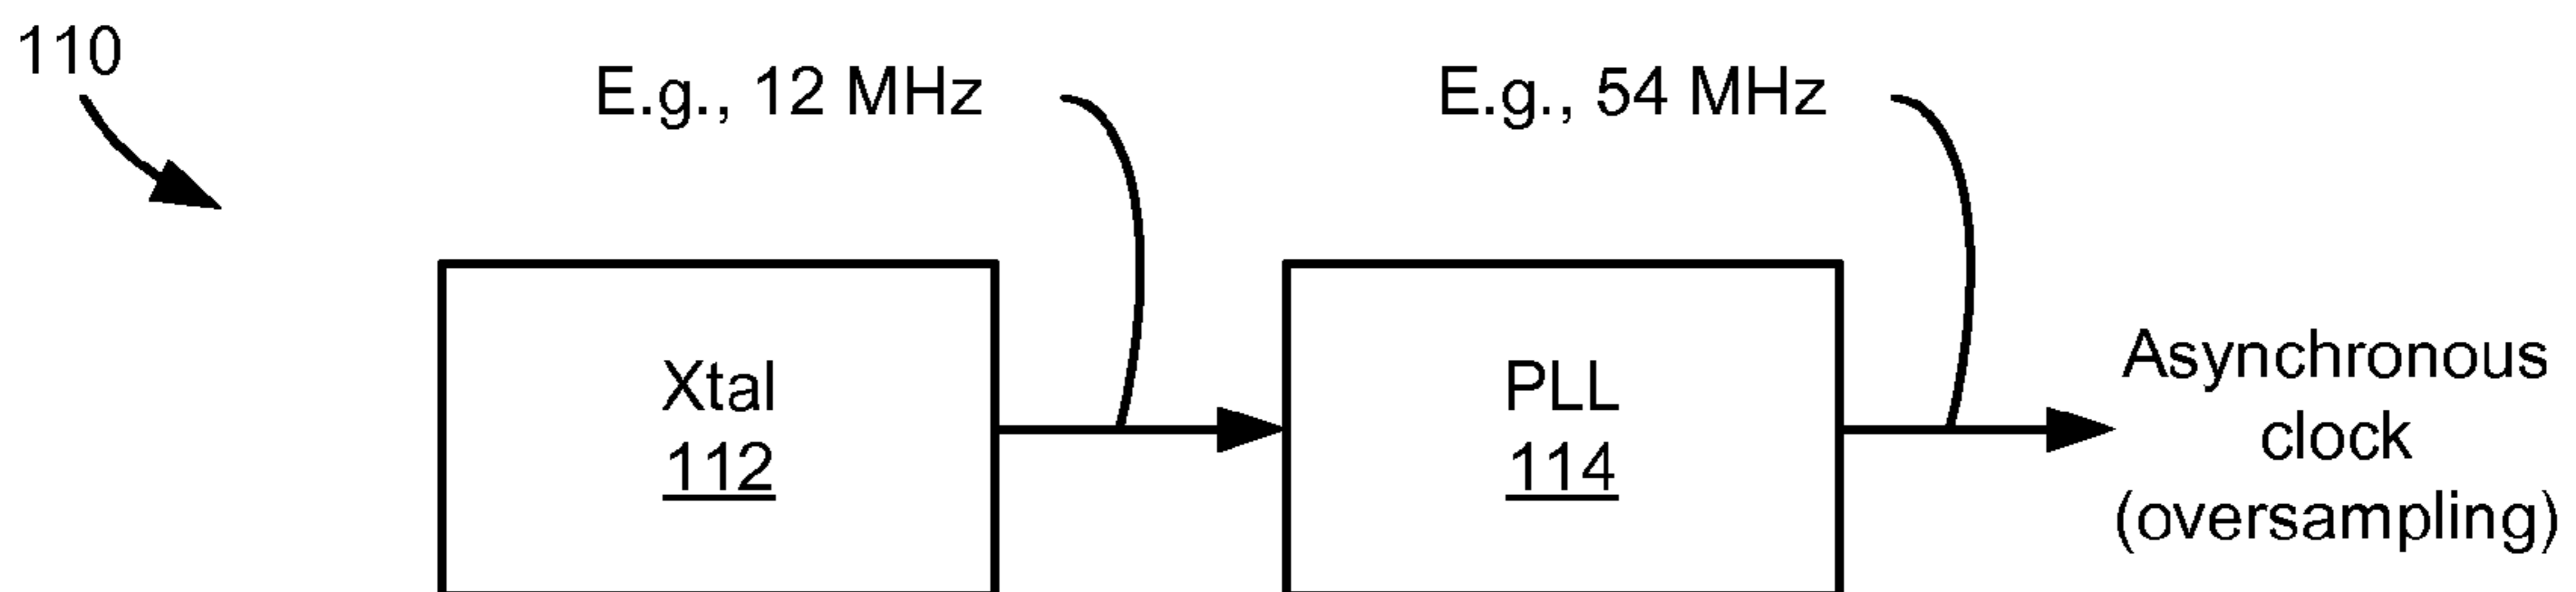 110
E.g., 12 MHz
E.g., 54 MHz
Xtal
112
PLL
114
Asynchronous
clock
(oversampling)